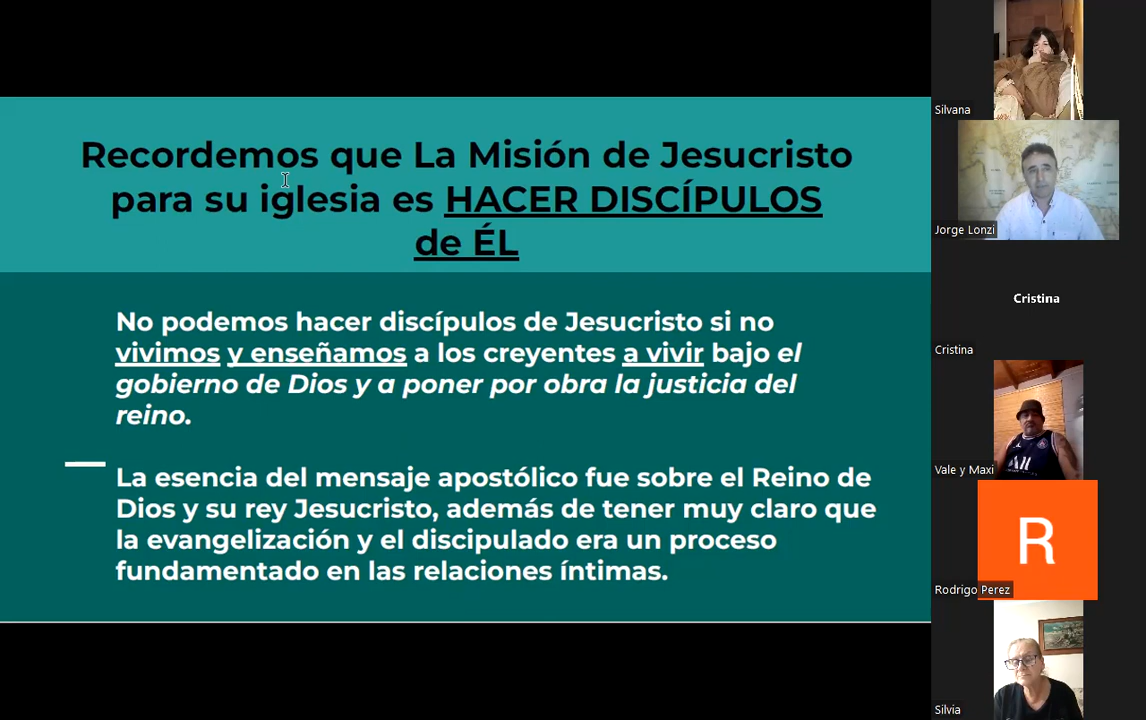 Recordemos que La Misión de Jesucristo
para su iglesia es HACER DISCÍPULOS
de ÉL
No podemos hacer discípulos de Jesucristo si no
vivimos y enseñamos a los creyentes a vivir bajo el
gobierno de Dios y a poner por obra la justicia del
reino.
La esencia del mensaje apostólico fue sobre el Reino de
Dios y su rey Jesucristo, además de tener muy claro que
la evangelización y el discipulado era un proceso
fundamentado en las relaciones íntimas.
Silvana
Jorge Lonzi
Cristina
Cristina
Vale y Maxi
R
Rodrigo Perez
Silvia